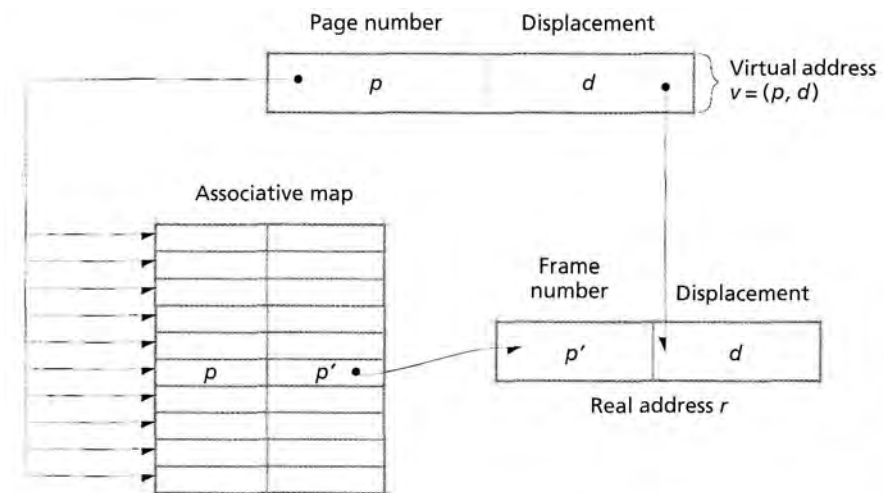 Page number
Displacement
p
d
Virtual address
v = (p, d)
Associative map
Frame
number
Displacement
p
p′
p′
d
Real address r